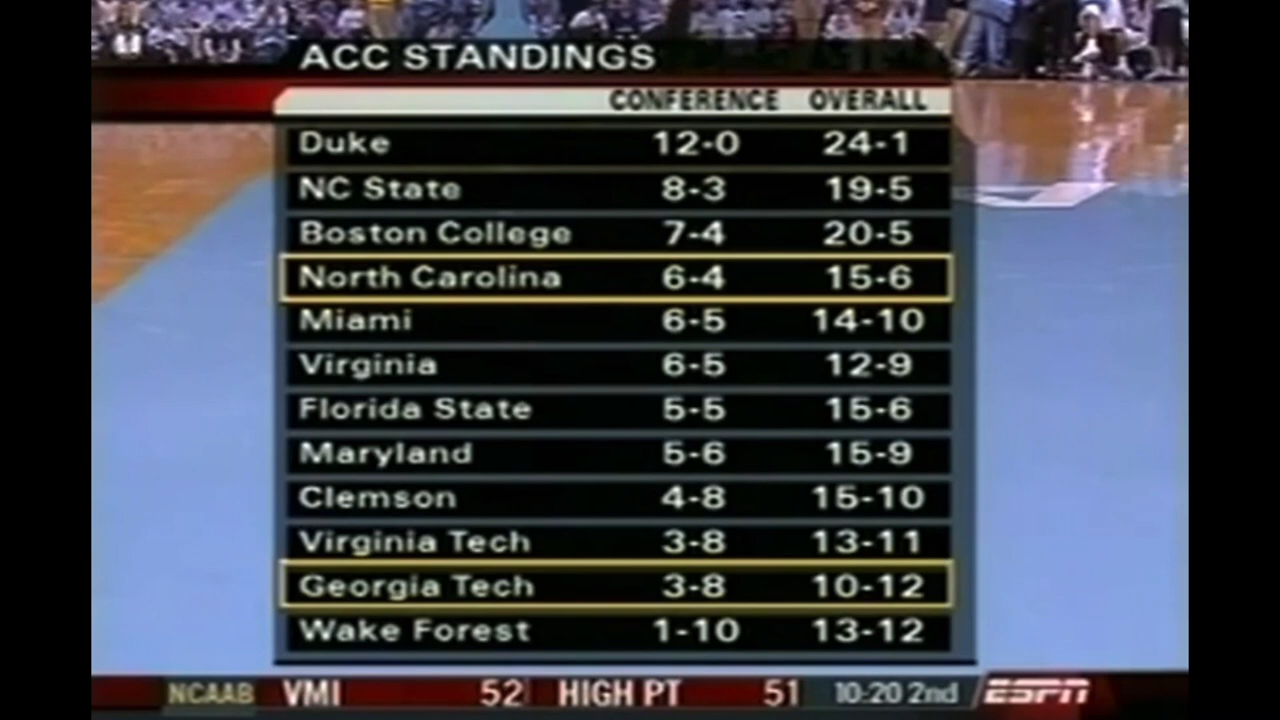 ACC STANDINGS
CONFERENCE OVERALL
Duke 12-0 24-1
NC State 8-3 19-5
Boston College 7-4 20-5
North Carolina 6-4 15-6
Miami 6-5 14-10
Virginia 6-5 12-9
Florida State 5-5 15-6
Maryland 5-6 15-9
Clemson 4-8 15-10
Virginia Tech 3-8 13-11
Georgia Tech 3-8 10-12
Wake Forest 1-10 13-12
NCAAB VMI 52 HIGH PT 51 10:20 2nd ESPN